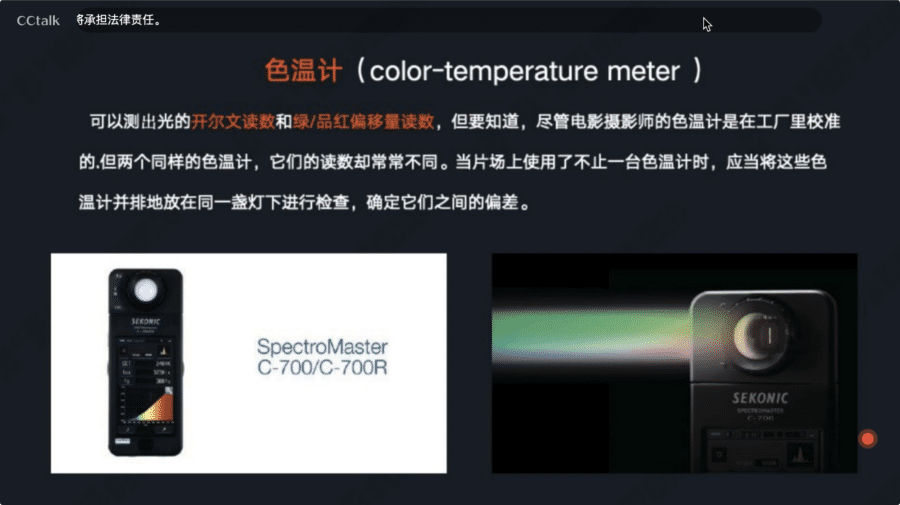 CCtalk
将承担法律责任。
色温计（color-temperature meter ）
可以测出光的开尔文读数和绿/品红偏移量读数，但要知道，尽管电影摄影师的色温计是在工厂里校准
的.但两个同样的色温计，它们的读数却常常不同。当片场上使用了不止一台色温计时，应当将这些色
温计并排地放在同一盏灯下进行检查，确定它们之间的偏差。
SEKONIC
SpectroMaster
C-700/C-700R
SEKONIC
SPECTROMASTER
C-700